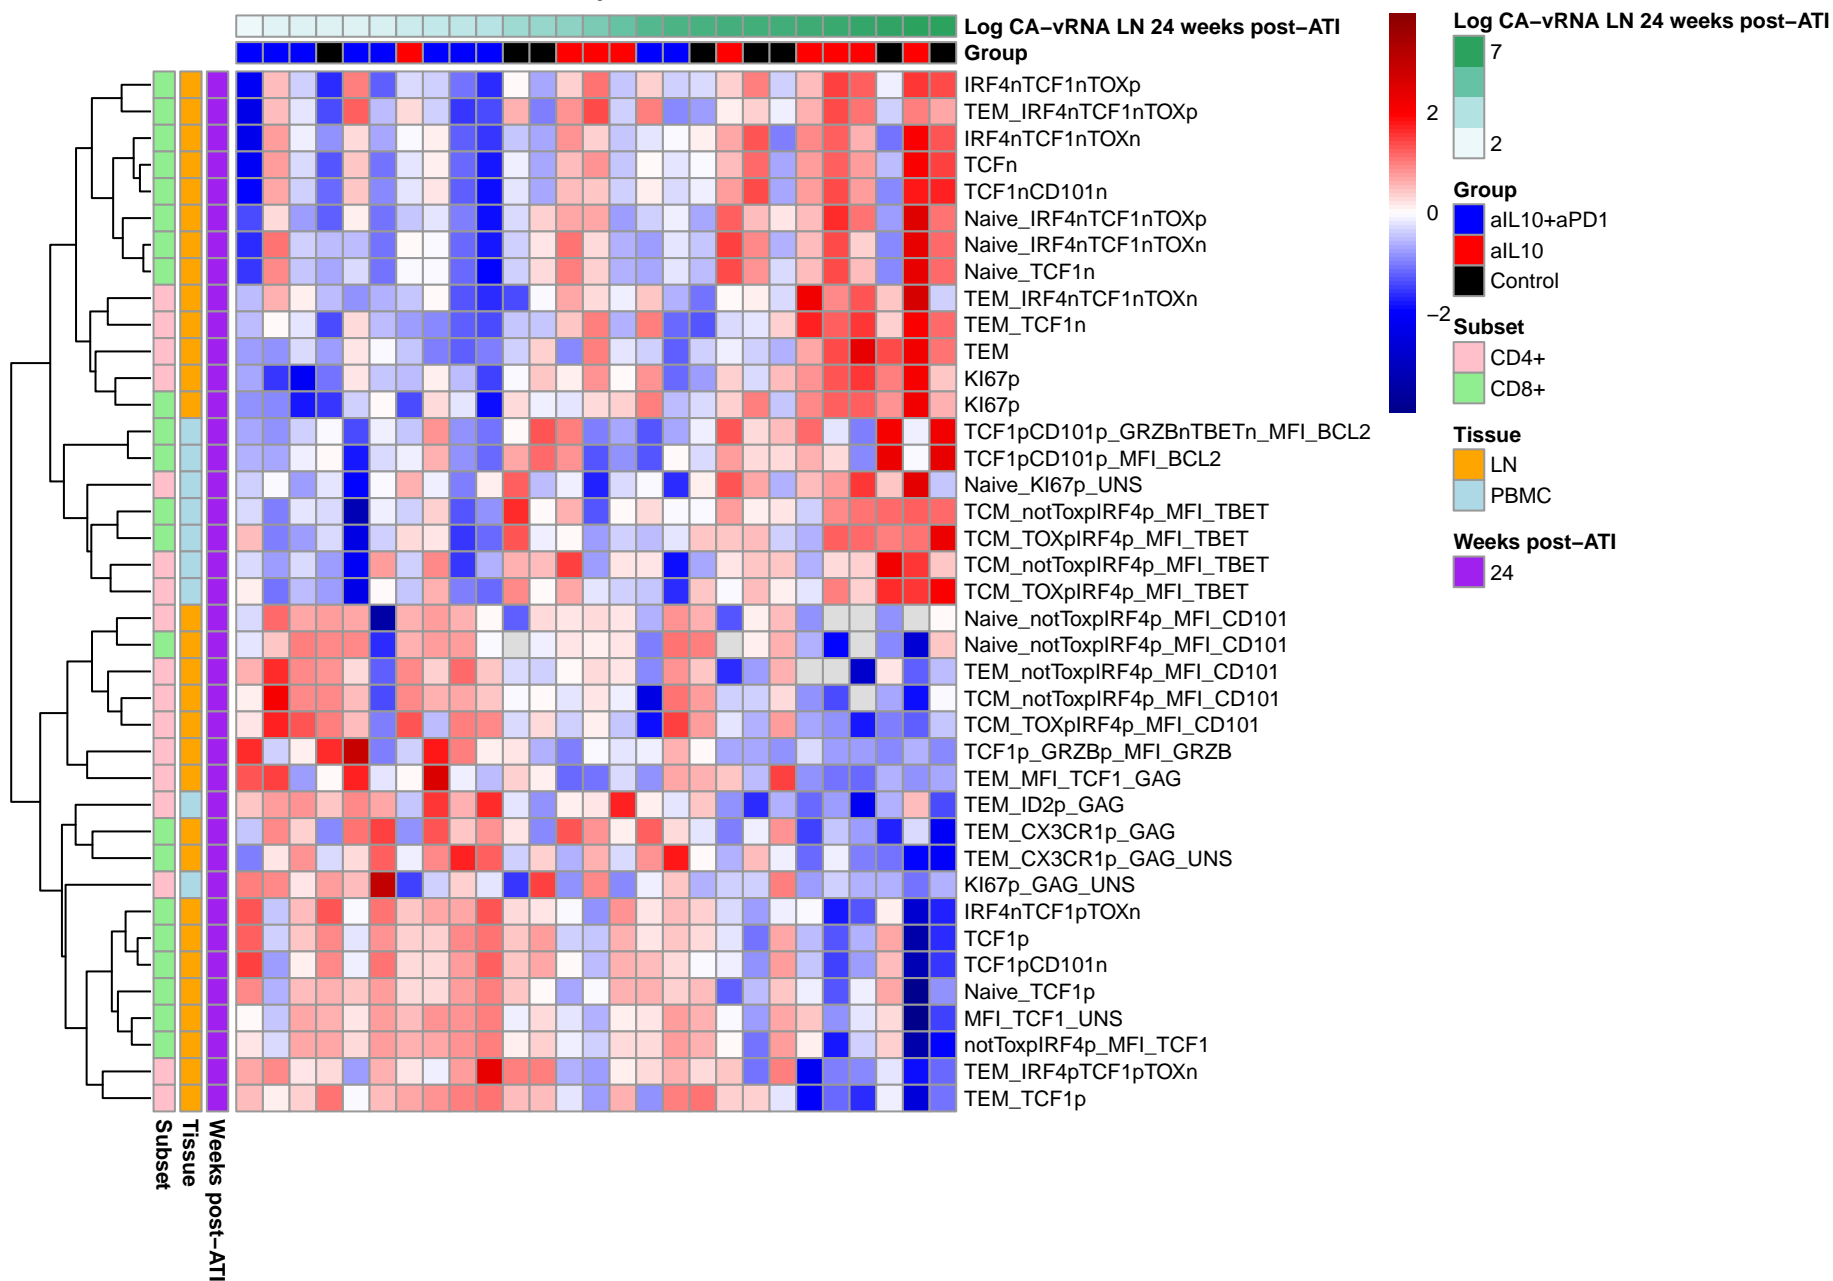 Log CA−vRNA LN 24 weeks post−ATI
Group
IRF4nTCF1nTOXp
TEM_IRF4nTCF1nTOXp
IRF4nTCF1nTOXn
TCFn
TCF1nCD101n
Naive_IRF4nTCF1nTOXp
Naive_IRF4nTCF1nTOXn
Naive_TCF1n
TEM_IRF4nTCF1nTOXn
TEM_TCF1n
TEM
KI67p
KI67p
TCF1pCD101p_GRZBnTBETn_MFI_BCL2
TCF1pCD101p_MFI_BCL2
Naive_KI67p_UNS
TCM_notToxpIRF4p_MFI_TBET
TCM_TOXpIRF4p_MFI_TBET
TCM_notToxpIRF4p_MFI_TBET
TCM_TOXpIRF4p_MFI_TBET
Naive_notToxpIRF4p_MFI_CD101
Naive_notToxpIRF4p_MFI_CD101
TEM_notToxpIRF4p_MFI_CD101
TCM_notToxpIRF4p_MFI_CD101
TCM_TOXpIRF4p_MFI_CD101
TCF1p_GRZBp_MFI_GRZB
TEM_MFI_TCF1_GAG
TEM_ID2p_GAG
TEM_CX3CR1p_GAG
TEM_CX3CR1p_GAG_UNS
KI67p_GAG_UNS
IRF4nTCF1pTOXn
TCF1p
TCF1pCD101n
Naive_TCF1p
MFI_TCF1_UNS
notToxpIRF4p_MFI_TCF1
TEM_IRF4pTCF1pTOXn
TEM_TCF1p
Subset
Tissue
Weeks post−ATI
2
0
−2
Log CA−vRNA LN 24 weeks post−ATI
7
2
Group
aIL10+aPD1
aIL10
Control
Subset
CD4+
CD8+
Tissue
LN
PBMC
Weeks post−ATI
24